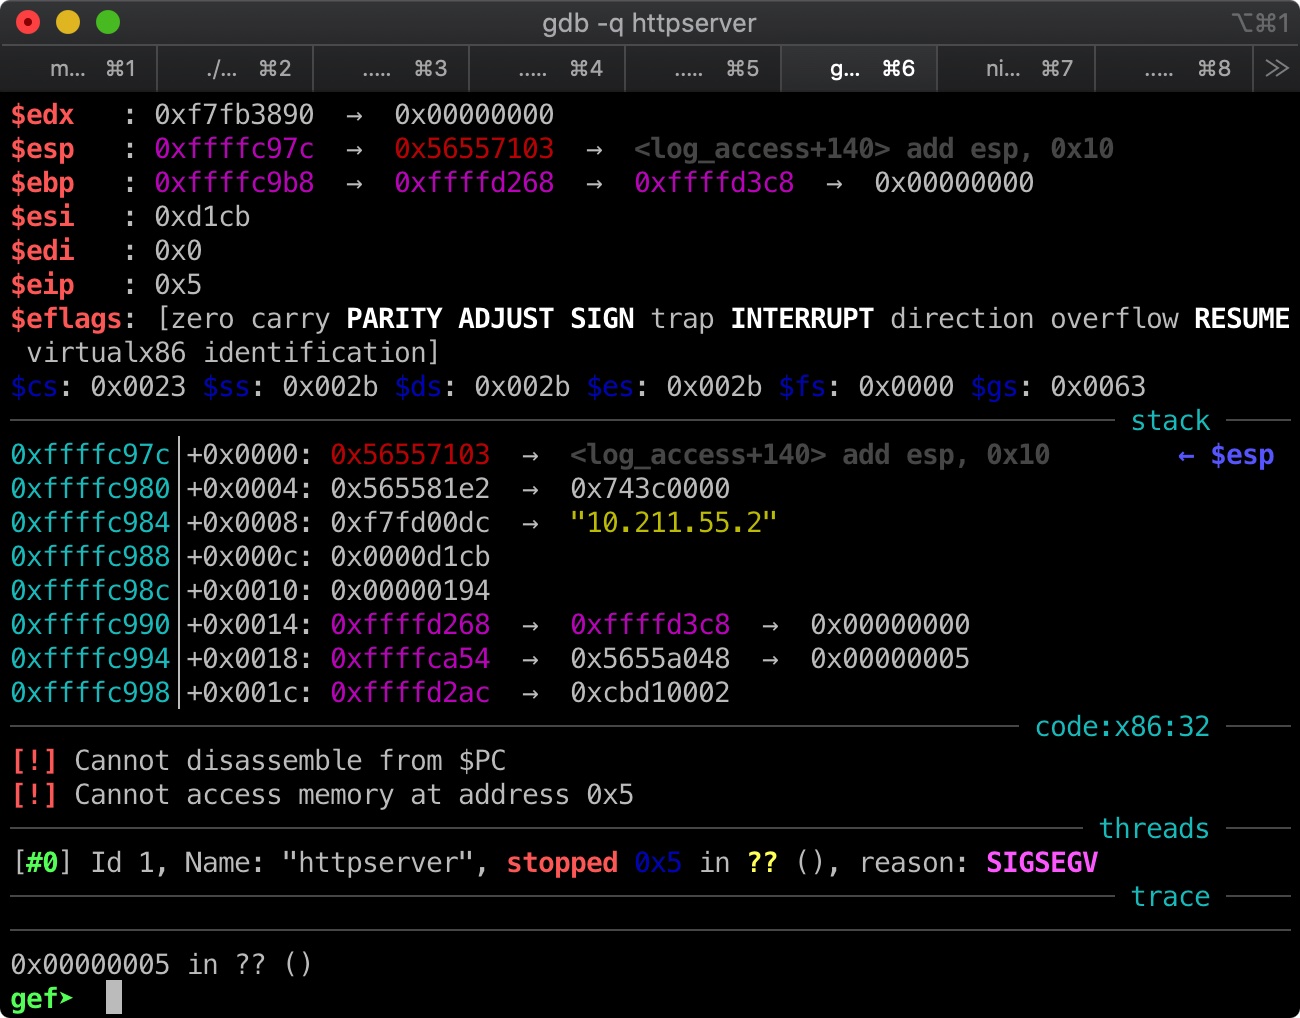 gdb -q httpserver ⌥⌘1
m... ⌘1 ./... ⌘2 ..... ⌘3 ..... ⌘4 ..... ⌘5 g... ⌘6 ni... ⌘7 ..... ⌘8 >>
$edx : 0xf7fb3890 → 0x00000000
$esp : 0xffffc97c → 0x56557103 → <log_access+140> add esp, 0x10
$ebp : 0xffffc9b8 → 0xffffd268 → 0xffffd3c8 → 0x00000000
$esi : 0xd1cb
$edi : 0x0
$eip : 0x5
$eflags: [zero carry PARITY ADJUST SIGN trap INTERRUPT direction overflow RESUME
virtualx86 identification]
$cs: 0x0023 $ss: 0x002b $ds: 0x002b $es: 0x002b $fs: 0x0000 $gs: 0x0063
stack
0xffffc97c│+0x0000: 0x56557103 → <log_access+140> add esp, 0x10 ← $esp
0xffffc980│+0x0004: 0x565581e2 → 0x743c0000
0xffffc984│+0x0008: 0xf7fd00dc → "10.211.55.2"
0xffffc988│+0x000c: 0x0000d1cb
0xffffc98c│+0x0010: 0x00000194
0xffffc990│+0x0014: 0xffffd268 → 0xffffd3c8 → 0x00000000
0xffffc994│+0x0018: 0xffffca54 → 0x5655a048 → 0x00000005
0xffffc998│+0x001c: 0xffffd2ac → 0xcbd10002
code:x86:32
[!] Cannot disassemble from $PC
[!] Cannot access memory at address 0x5
threads
[#0] Id 1, Name: "httpserver", stopped 0x5 in ?? (), reason: SIGSEGV
trace
0x00000005 in ?? ()
gef➤